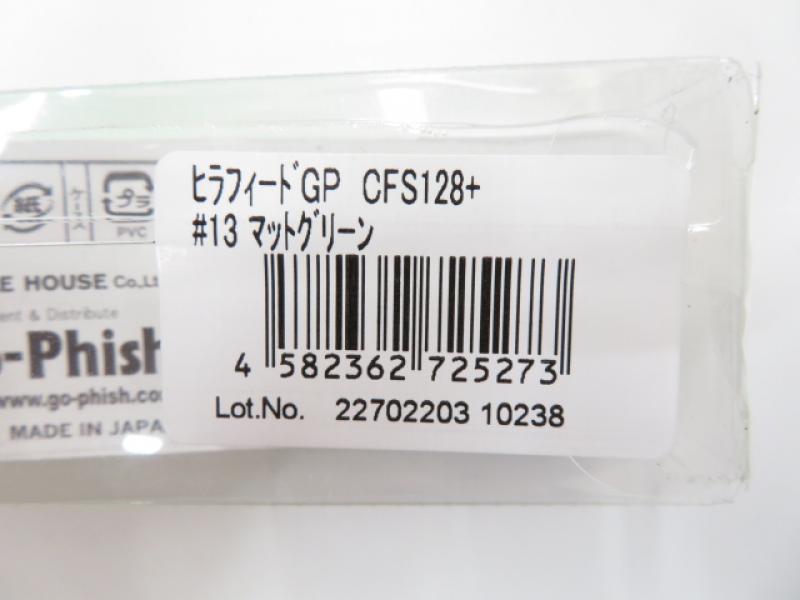 ﾋﾗﾌｨｰﾄﾞGP CFS128+
#13 ﾏｯﾄｸﾞﾘｰﾝ
4 582362 725273
Lot.No. 22702203 10238
紙
プラ
PVC
E HOUSE Co.,Lt
ent & Distribute
o-Phish
www.go-phish.co
MADE IN JAPA